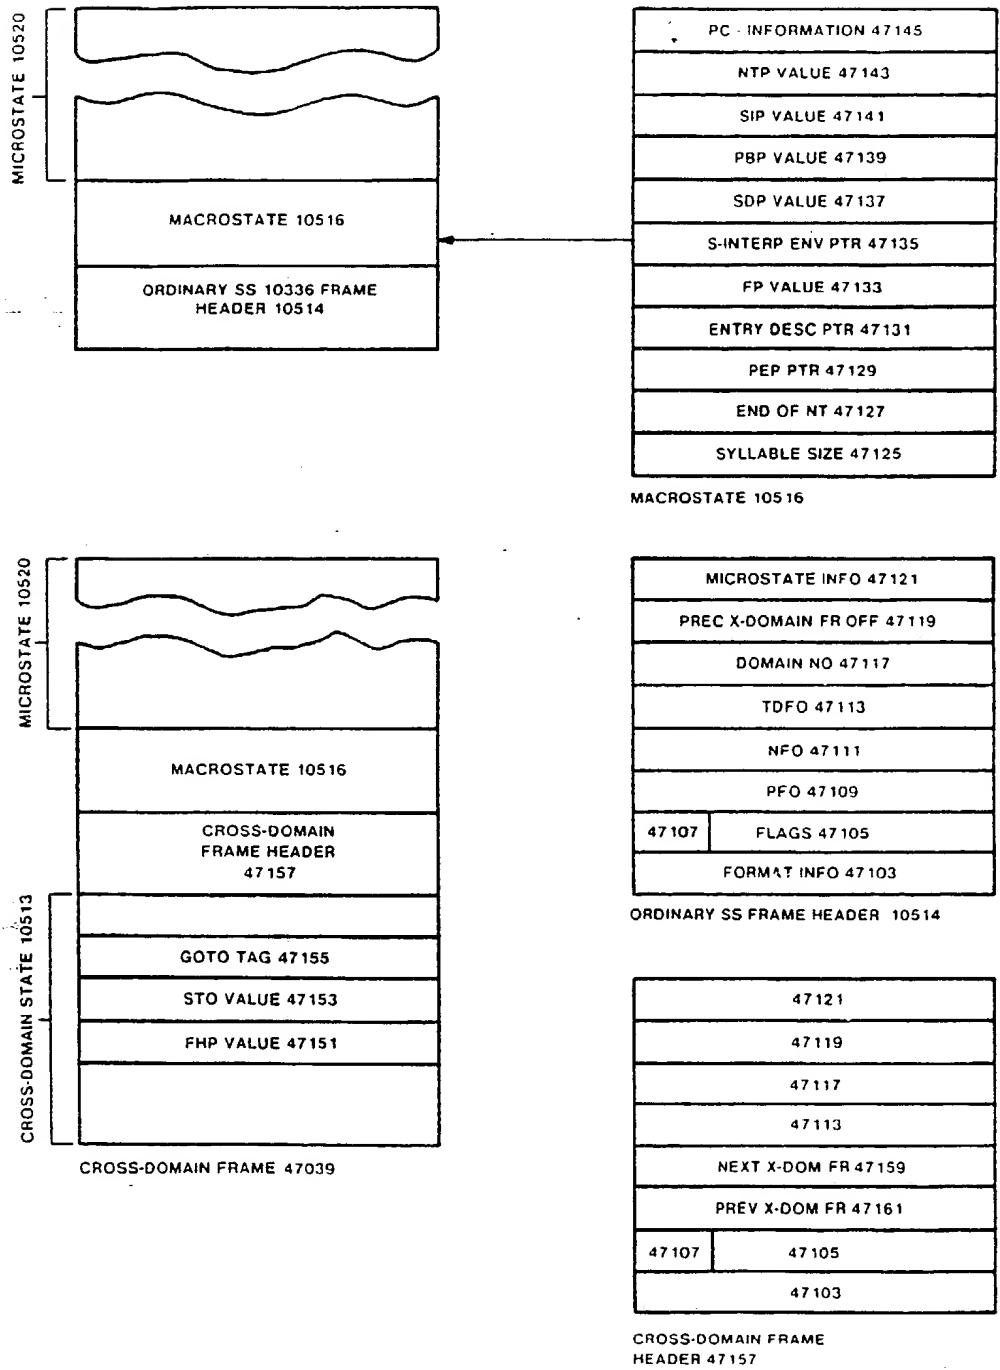 MICROSTATE 10520
MACROSTATE 10516
ORDINARY SS 10336 FRAME
HEADER 10514
PC - INFORMATION 47145
NTP VALUE 47143
SIP VALUE 47141
PBP VALUE 47139
SDP VALUE 47137
S-INTERP ENV PTR 47135
FP VALUE 47133
ENTRY DESC PTR 47131
PEP PTR 47129
END OF NT 47127
SYLLABLE SIZE 47125
MACROSTATE 10516
MICROSTATE 10520
MACROSTATE 10516
CROSS-DOMAIN
FRAME HEADER
47157
CROSS-DOMAIN STATE 10513
GOTO TAG 47155
STO VALUE 47153
FHP VALUE 47151
CROSS-DOMAIN FRAME 47039
MICROSTATE INFO 47121
PREC X-DOMAIN FR OFF 47119
DOMAIN NO 47117
TDFO 47113
NFO 47111
PFO 47109
47107 FLAGS 47105
FORMAT INFO 47103
ORDINARY SS FRAME HEADER 10514
47121
47119
47117
47113
NEXT X-DOM FR 47159
PREV X-DOM FR 47161
47107 47105
47103
CROSS-DOMAIN FRAME
HEADER 47157